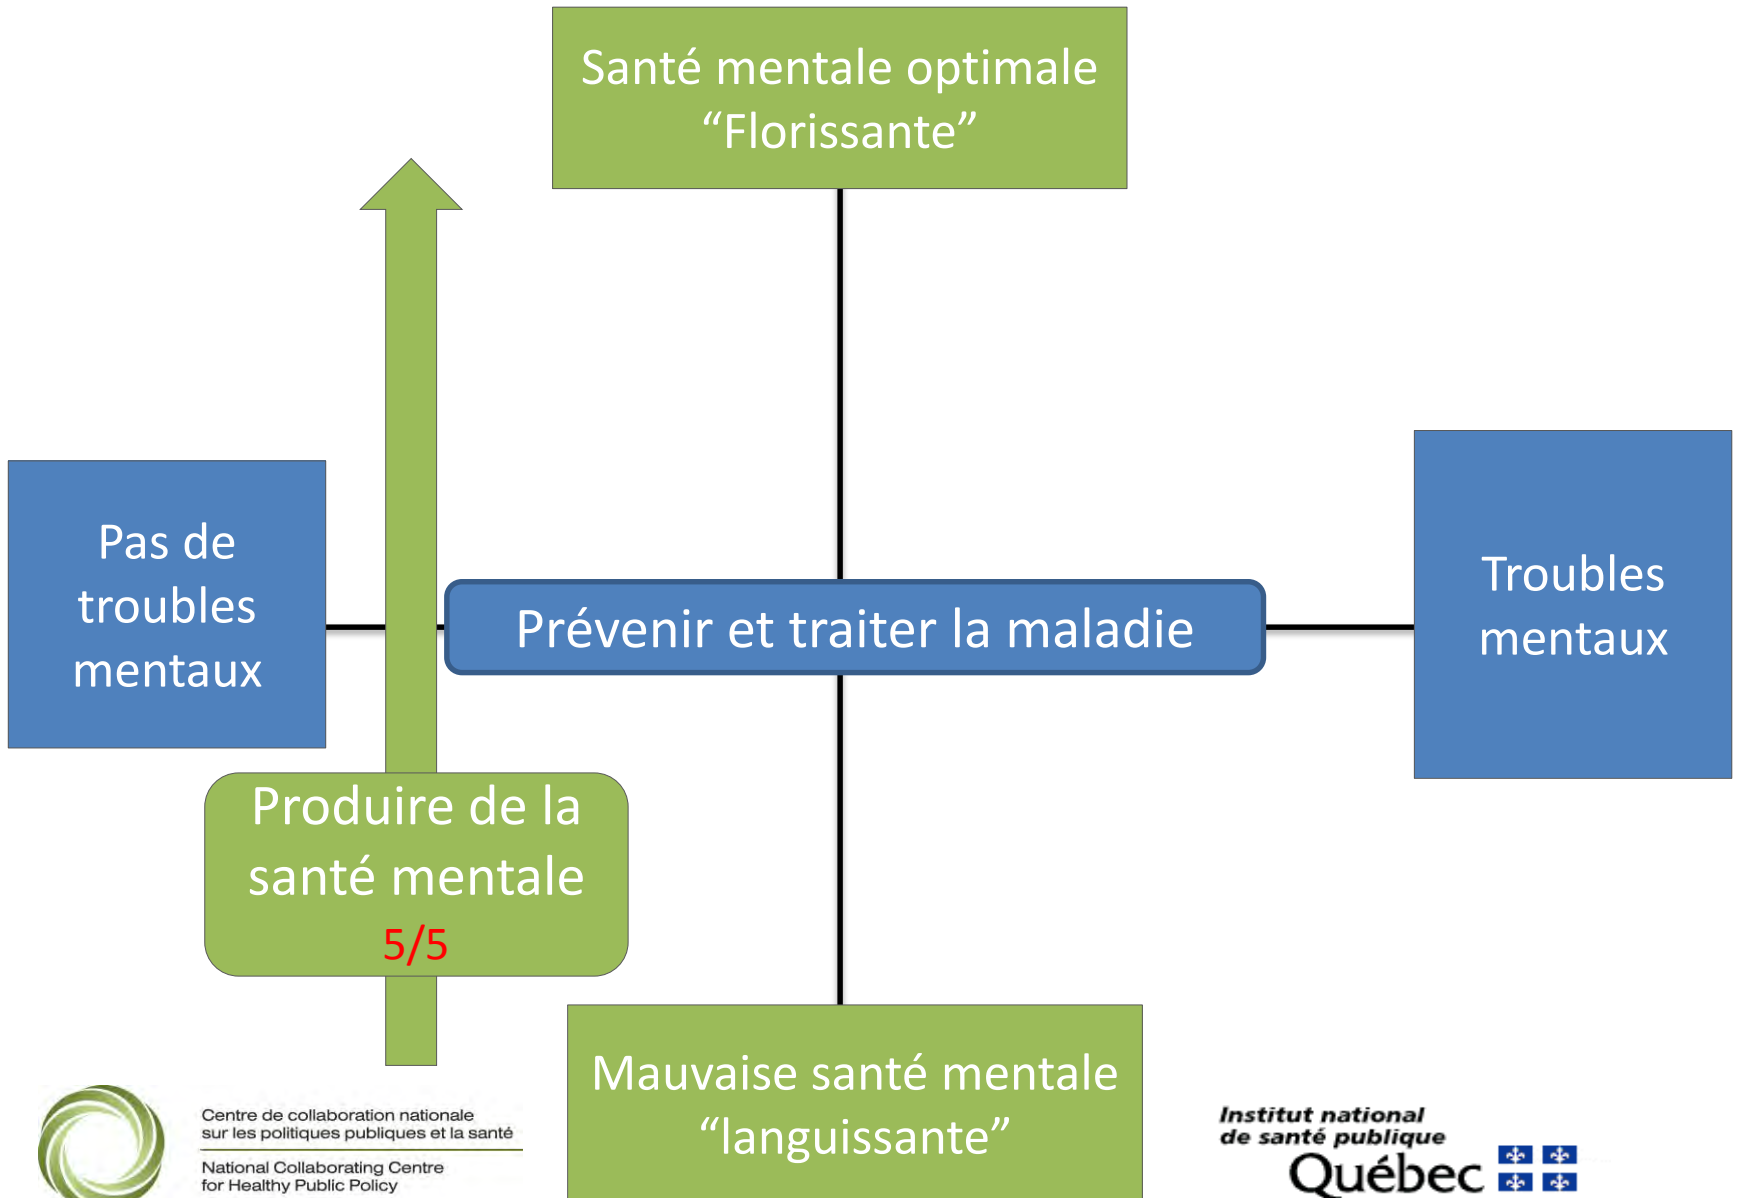 Santé mentale optimale
“Florissante”
Pas de
troubles
mentaux
Prévenir et traiter la maladie
Troubles
mentaux
Produire de la
santé mentale
5/5
Mauvaise santé mentale
“languissante”
Centre de collaboration nationale
sur les politiques publiques et la santé
National Collaborating Centre
for Healthy Public Policy
Institut national
de santé publique
Québec